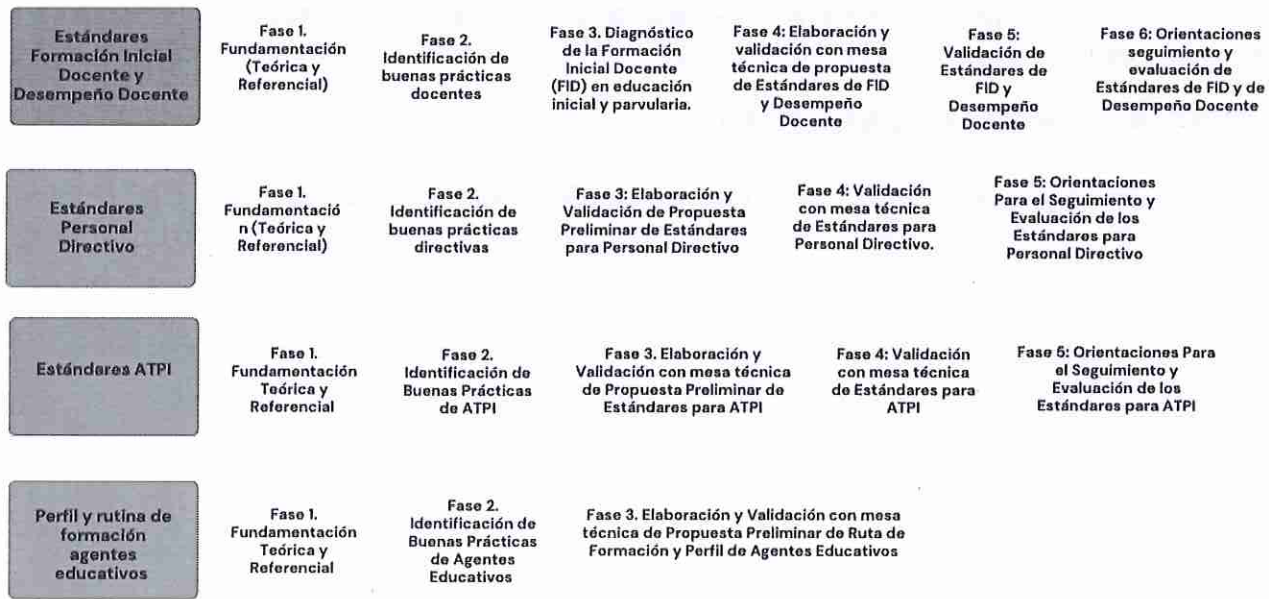 Estándares
Formación Inicial
Docente y
Desempeño Docente
Fase 1.
Fundamentación
(Teórica y
Referencial)
Fase 2.
Identificación de
buenas prácticas
docentes
Fase 3. Diagnóstico
de la Formación
Inicial Docente
(FID) en educación
inicial y parvularia.
Fase 4: Elaboración y
validación con mesa
técnica de propuesta
de Estándares de FID
y Desempeño
Docente
Fase 5:
Validación de
Estándares de
FID y
Desempeño
Docente
Fase 6: Orientaciones
seguimiento y
evaluación de
Estándares de FID y de
Desempeño Docente
Estándares
Personal
Directivo
Fase 1.
Fundamentació
n (Teórica y
Referencial)
Fase 2.
Identificación de
buenas prácticas
directivas
Fase 3: Elaboración y
Validación de Propuesta
Preliminar de Estándares
para Personal Directivo
Fase 4: Validación
con mesa técnica
de Estándares para
Personal Directivo.
Fase 5: Orientaciones
Para el Seguimiento y
Evaluación de los
Estándares para
Personal Directivo
Estándares ATPI
Fase 1.
Fundamentación
Teórica y
Referencial
Fase 2.
Identificación de
Buenas Prácticas
de ATPI
Fase 3. Elaboración y
Validación con mesa técnica
de Propuesta Preliminar de
Estándares para ATPI
Fase 4: Validación
con mesa técnica
de Estándares para
ATPI
Fase 5: Orientaciones Para
el Seguimiento y
Evaluación de los
Estándares para ATPI
Perfil y rutina de
formación
agentes
educativos
Fase 1.
Fundamentación
Teórica y
Referencial
Fase 2.
Identificación de
Buenas Prácticas
de Agentes
Educativos
Fase 3. Elaboración y Validación con mesa
técnica de Propuesta Preliminar de Ruta de
Formación y Perfil de Agentes Educativos